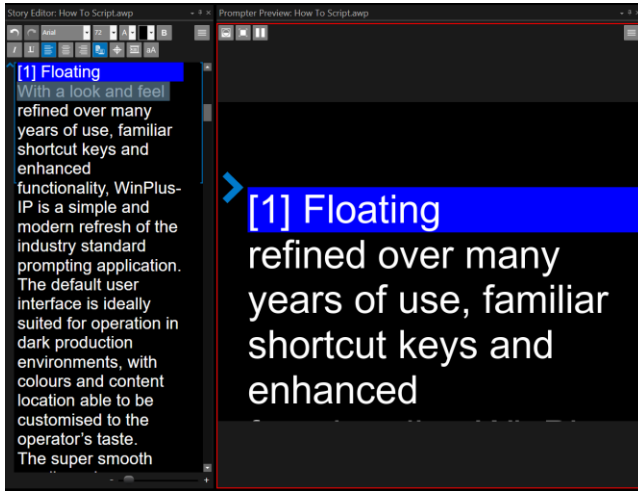 Story Editor: How To Script.awp
Arial 72 A B
I U aA
[1] Floating
With a look and feel
refined over many
years of use, familiar
shortcut keys and
enhanced
functionality, WinPlus-
IP is a simple and
modern refresh of the
industry standard
prompting application.
The default user
interface is ideally
suited for operation in
dark production
environments, with
colours and content
location able to be
customised to the
operator's taste.
The super smooth
Prompter Preview: How To Script.awp
[1] Floating
refined over many
years of use, familiar
shortcut keys and
enhanced